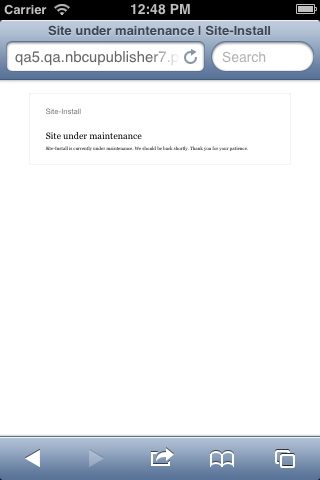 Carrier 12:48 PM
Site under maintenance | Site-Install
qa5.qa.nbcupublisher7.p Search
Site-Install
Site under maintenance
Site-Install is currently under maintenance. We should be back shortly. Thank you for your patience.